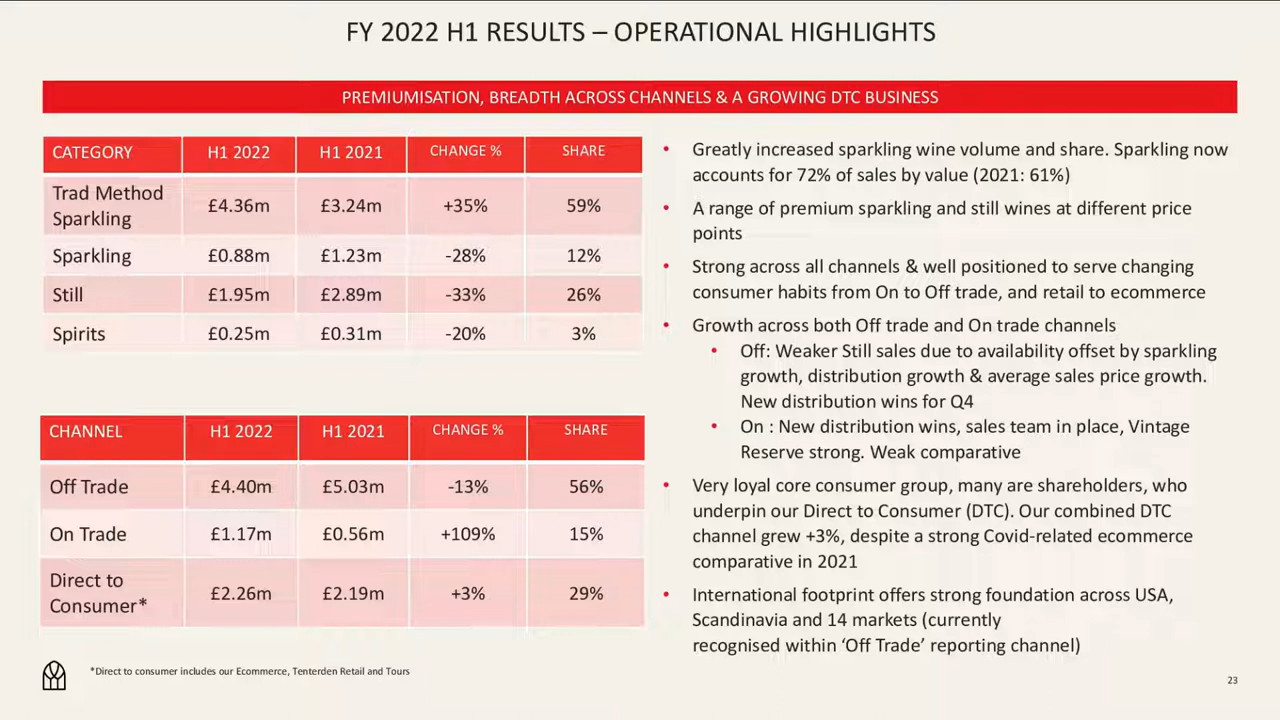 FY 2022 H1 RESULTS – OPERATIONAL HIGHLIGHTS
PREMIUMISATION, BREADTH ACROSS CHANNELS & A GROWING DTC BUSINESS
CATEGORY H1 2022 H1 2021 CHANGE % SHARE
Trad Method
Sparkling £4.36m £3.24m +35% 59%
Sparkling £0.88m £1.23m -28% 12%
Still £1.95m £2.89m -33% 26%
Spirits £0.25m £0.31m -20% 3%
CHANNEL H1 2022 H1 2021 CHANGE % SHARE
Off Trade £4.40m £5.03m -13% 56%
On Trade £1.17m £0.56m +109% 15%
Direct to
Consumer* £2.26m £2.19m +3% 29%
• Greatly increased sparkling wine volume and share. Sparkling now
accounts for 72% of sales by value (2021: 61%)
• A range of premium sparkling and still wines at different price
points
• Strong across all channels & well positioned to serve changing
consumer habits from On to Off trade, and retail to ecommerce
• Growth across both Off trade and On trade channels
• Off: Weaker Still sales due to availability offset by sparkling
growth, distribution growth & average sales price growth.
New distribution wins for Q4
• On : New distribution wins, sales team in place, Vintage
Reserve strong. Weak comparative
• Very loyal core consumer group, many are shareholders, who
underpin our Direct to Consumer (DTC). Our combined DTC
channel grew +3%, despite a strong Covid-related ecommerce
comparative in 2021
• International footprint offers strong foundation across USA,
Scandinavia and 14 markets (currently
recognised within ‘Off Trade’ reporting channel)
*Direct to consumer includes our Ecommerce, Tenterden Retail and Tours
23